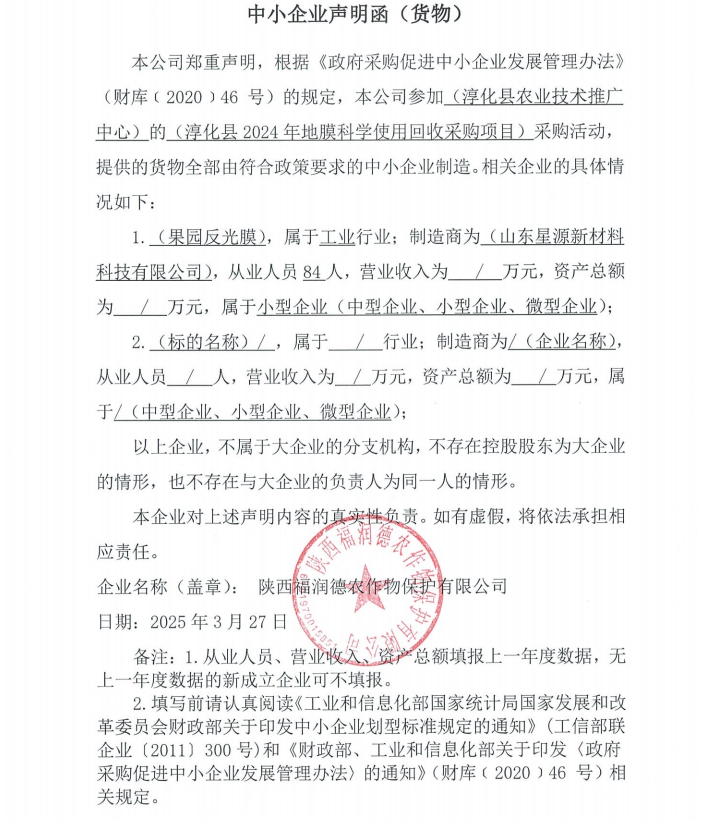 中小企业声明函（货物）
本公司郑重声明，根据《政府采购促进中小企业发展管理办法》
（财库﹝2020﹞46 号）的规定，本公司参加（淳化县农业技术推广
中心）的（淳化县 2024 年地膜科学使用回收采购项目）采购活动，
提供的货物全部由符合政策要求的中小企业制造。相关企业的具体情
况如下：
1.（果园反光膜），属于工业行业；制造商为（山东星源新材料
科技有限公司），从业人员 84 人，营业收入为 / 万元，资产总额
为 / 万元，属于小型企业（中型企业、小型企业、微型企业）；
2.（标的名称）/ ，属于 / 行业；制造商为/（企业名称），
从业人员 / 人，营业收入为 / 万元，资产总额为 / 万元，属
于/（中型企业、小型企业、微型企业）；
以上企业，不属于大企业的分支机构，不存在控股股东为大企业
的情形，也不存在与大企业的负责人为同一人的情形。
本企业对上述声明内容的真实性负责。如有虚假，将依法承担相
应责任。
企业名称（盖章）： 陕西福润德农作物保护有限公司
日期：2025 年 3 月 27 日
陕西福润德农作物保护有限公司
备注：1.从业人员、营业收入、资产总额填报上一年度数据，无
上一年度数据的新成立企业可不填报。
2.填写前请认真阅读《工业和信息化部国家统计局国家发展和改
革委员会财政部关于印发中小企业划型标准规定的通知》(工信部联
企业〔2011〕300 号)和《财政部、工业和信息化部关于印发〈政府
采购促进中小企业发展管理办法〉的通知》（财库﹝2020﹞46 号）相
关规定。